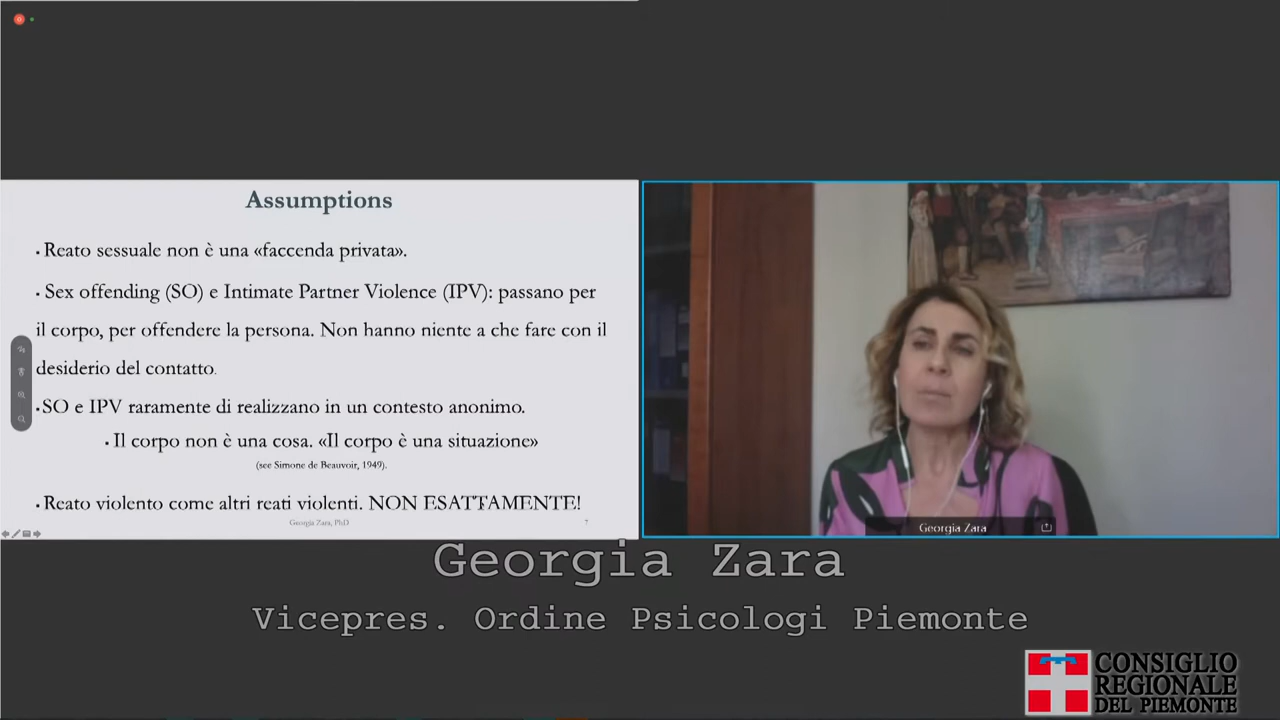 Assumptions
▪ Reato sessuale non è una «faccenda privata».
▪ Sex offending (SO) e Intimate Partner Violence (IPV): passano per
il corpo, per offendere la persona. Non hanno niente a che fare con il
desiderio del contatto.
▪ SO e IPV raramente di realizzano in un contesto anonimo.
▪ Il corpo non è una cosa. «Il corpo è una situazione»
(see Simone de Beauvoir, 1949).
▪ Reato violento come altri reati violenti. NON ESATTAMENTE!
Georgia Zara, PhD
7
Georgia Zara
Georgia Zara
Vicepres. Ordine Psicologi Piemonte
CONSIGLIO
REGIONALE
DEL PIEMONTE